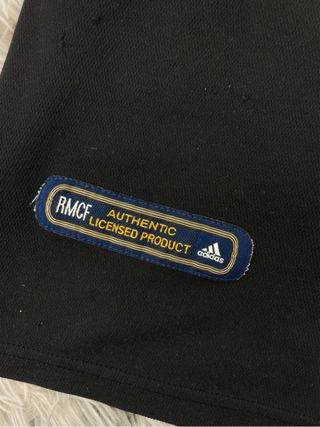 RMCF
AUTHENTIC
LICENSED PRODUCT
adidas